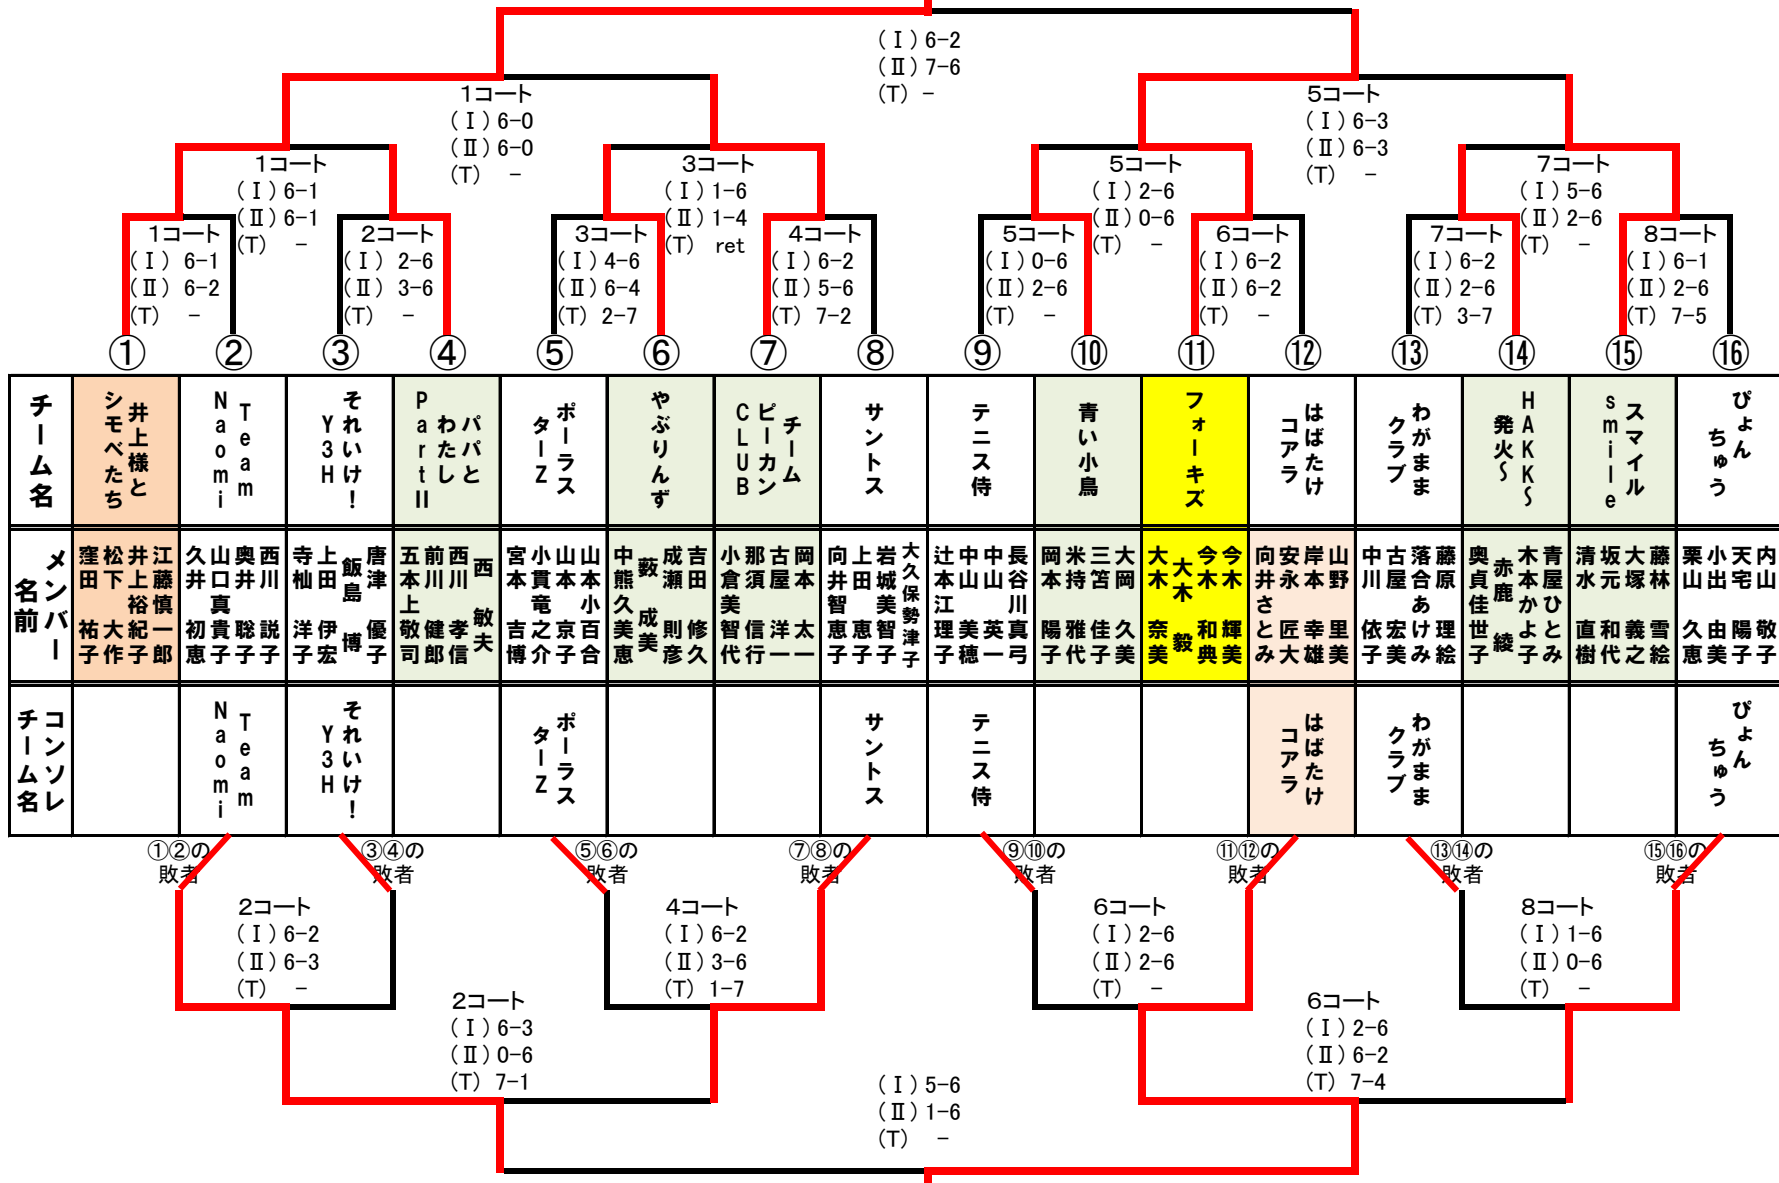 (Ⅰ) 6-2
(Ⅱ) 7-6
(T) -
1コート
(Ⅰ) 6-0
(Ⅱ) 6-0
(T) -
5コート
(Ⅰ) 6-3
(Ⅱ) 6-3
(T) -
1コート
(Ⅰ) 6-1
(Ⅱ) 6-1
(T) -
3コート
(Ⅰ) 1-6
(Ⅱ) 1-4
(T) ret
5コート
(Ⅰ) 2-6
(Ⅱ) 0-6
(T) -
7コート
(Ⅰ) 5-6
(Ⅱ) 2-6
(T) -
1コート
(Ⅰ) 6-1
(Ⅱ) 6-2
(T) -
2コート
(Ⅰ) 2-6
(Ⅱ) 3-6
(T) -
3コート
(Ⅰ) 4-6
(Ⅱ) 6-4
(T) 2-7
4コート
(Ⅰ) 6-2
(Ⅱ) 5-6
(T) 7-2
5コート
(Ⅰ) 0-6
(Ⅱ) 2-6
(T) -
6コート
(Ⅰ) 6-2
(Ⅱ) 6-2
(T) -
7コート
(Ⅰ) 6-2
(Ⅱ) 2-6
(T) 3-7
8コート
(Ⅰ) 6-1
(Ⅱ) 2-6
(T) 7-5
① ② ③ ④ ⑤ ⑥ ⑦ ⑧ ⑨ ⑩ ⑪ ⑫ ⑬ ⑭ ⑮ ⑯
チーム名
井上様と
シモベたち
Team
Naomi
それいけ!
Y3H
パパと
わたし
PartⅡ
ポーラス
ターZ
やぶりんず
チーム
ピーカン
CLUB
サントス
テニス侍
青い小鳥
フォーキズ
はばたけ
コアラ
わがまま
クラブ
HAKK~
発火~
スマイル
smile
ぴょん
ちゅう
メンバー
名前
江藤慎一郎
井上裕紀子
松下 大作
窪田 祐子
西川 説子
奥井 聡子
山口真貴子
久井 初恵
唐津 優子
飯島 博
上田 伊宏
寺柚 洋子
西 敏夫
西川 孝信
前川 健郎
五本上敬司
山本小百合
山本 京子
小貫竜之介
宮本 吉博
吉田 修久
成瀬 則彦
薮 成美
中熊久美恵
岡本 太一
古屋 洋一
那須 信行
小倉美智代
大久保勢津子
岩城美智子
上田 恵子
向井智恵子
長谷川真弓
中山 英一
中山 美穂
辻本江理子
大岡 久美
三苫 佳子
米持 雅代
岡本 陽子
今木 輝美
今木 和典
大木 毅
大木 奈美
山野 里美
岸本 幸雄
安永 匠大
向井さとみ
藤原 理絵
落合あけみ
古屋 宏美
中川 依子
青屋ひとみ
木本かよ子
赤鹿 綾
奥貞佳世子
藤林 雪絵
大塚 義之
坂元 和代
清水 直樹
内山 敬子
天宅 陽子
小出 由美
栗山 久恵
コンソレ
チーム名
Team
Naomi
それいけ!
Y3H
ポーラス
ターZ
サントス
テニス侍
はばたけ
コアラ
わがまま
クラブ
ぴょん
ちゅう
①②の
敗者
③④の
敗者
⑤⑥の
敗者
⑦⑧の
敗者
⑨⑩の
敗者
⑪⑫の
敗者
⑬⑭の
敗者
⑮⑯の
敗者
2コート
(Ⅰ) 6-2
(Ⅱ) 6-3
(T) -
4コート
(Ⅰ) 6-2
(Ⅱ) 3-6
(T) 1-7
6コート
(Ⅰ) 2-6
(Ⅱ) 2-6
(T) -
8コート
(Ⅰ) 1-6
(Ⅱ) 0-6
(T) -
2コート
(Ⅰ) 6-3
(Ⅱ) 0-6
(T) 7-1
6コート
(Ⅰ) 2-6
(Ⅱ) 6-2
(T) 7-4
(Ⅰ) 5-6
(Ⅱ) 1-6
(T) -